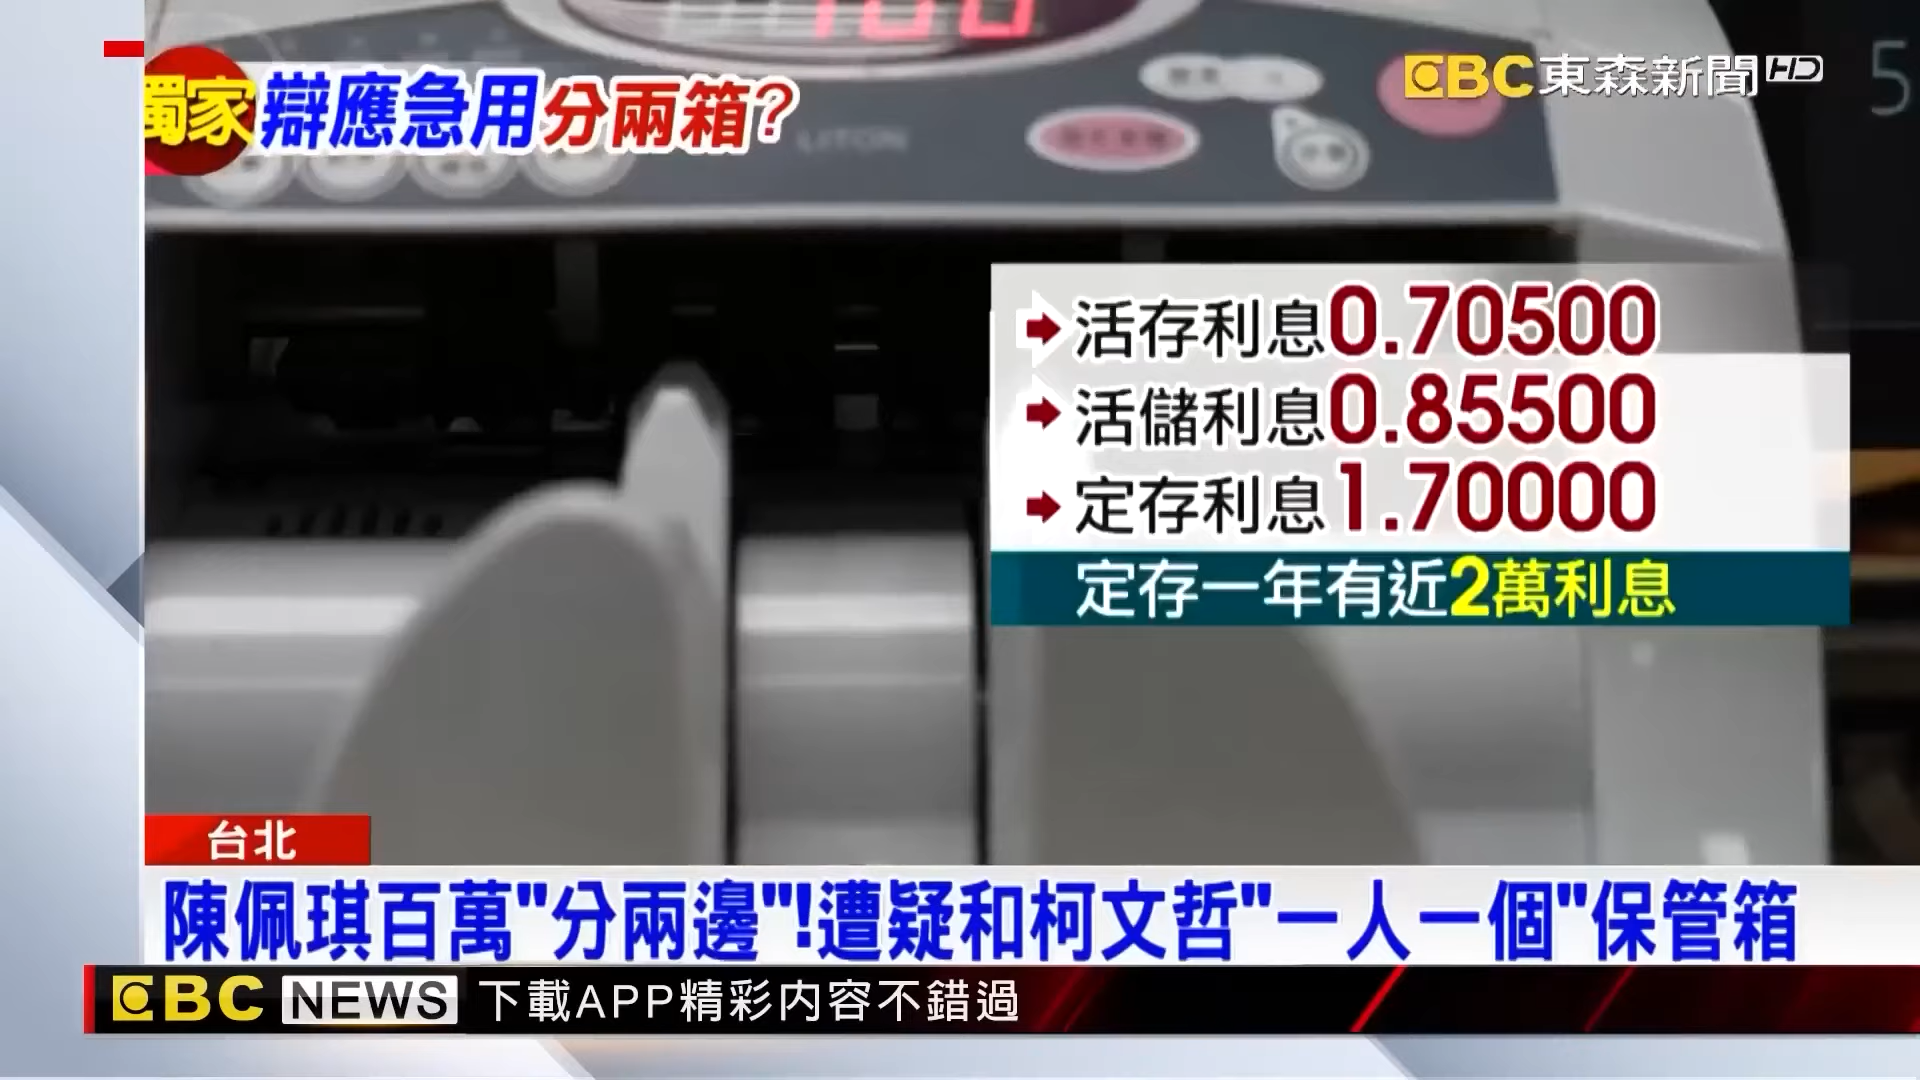 100
獨家 辯應急用分兩箱?
EBC東森新聞HD
5
LITON
活存利息0.70500
活儲利息0.85500
定存利息1.70000
定存一年有近2萬利息
台北
陳佩琪百萬"分兩邊"!遭疑和柯文哲"一人一個"保管箱
EBC NEWS 下載APP精彩內容不錯過